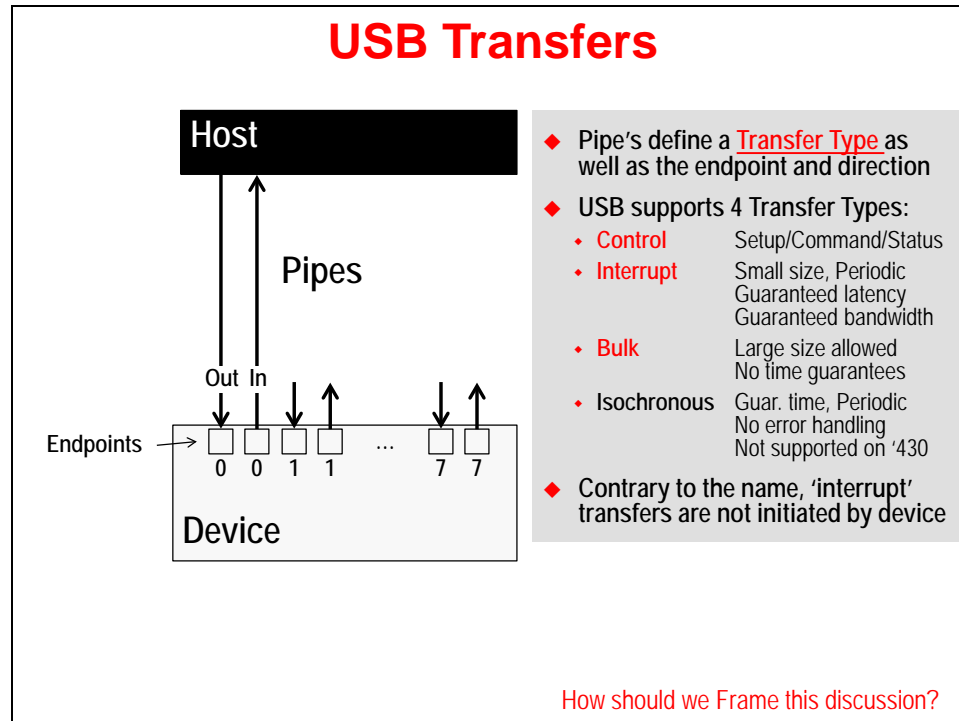 USB Transfers
Host
Pipes
Out In
Endpoints
0 0 1 1 ... 7 7
Device
Pipe's define a Transfer Type as
well as the endpoint and direction
USB supports 4 Transfer Types:
Control Setup/Command/Status
Interrupt Small size, Periodic
Guaranteed latency
Guaranteed bandwidth
Bulk Large size allowed
No time guarantees
Isochronous Guar. time, Periodic
No error handling
Not supported on '430
Contrary to the name, 'interrupt'
transfers are not initiated by device
How should we Frame this discussion?